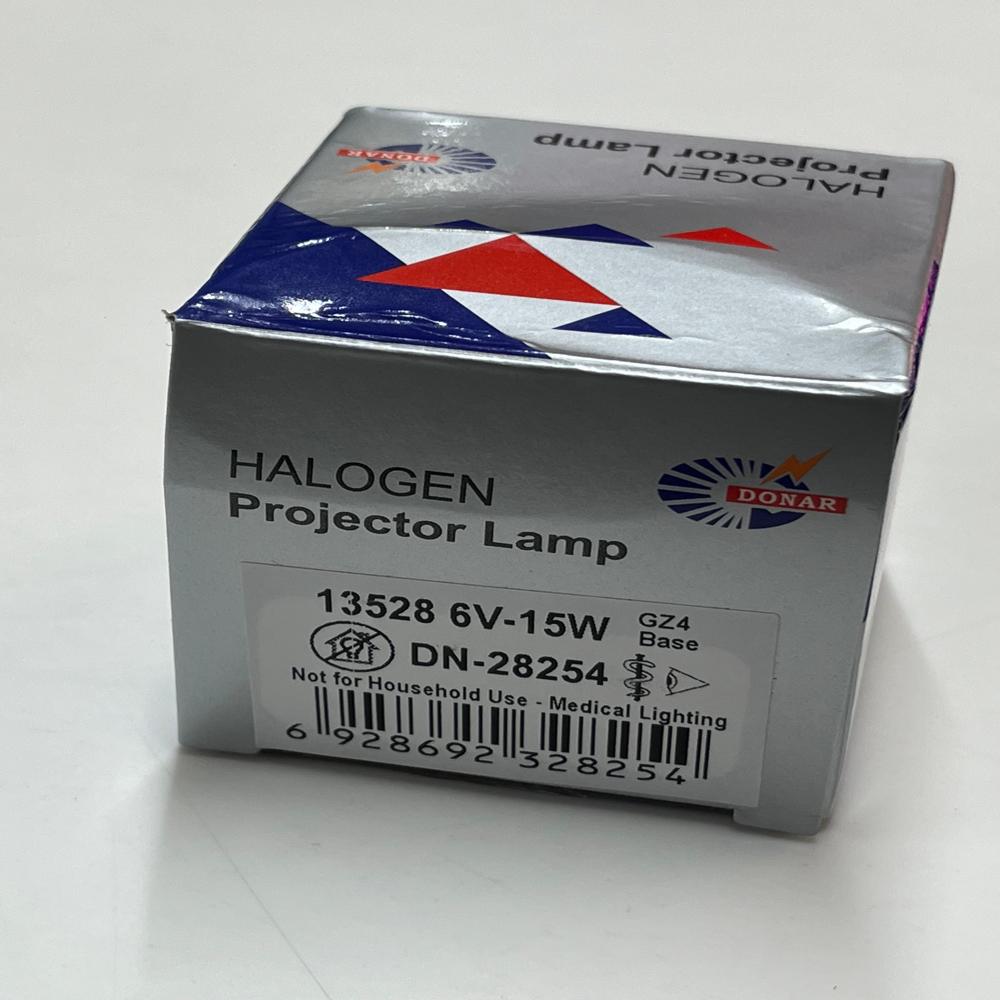 HALOGEN
Projector Lamp
DONAR
HALOGEN
Projector Lamp
DONAR
13528 6V-15W
GZ4
Base
DN-28254
Not for Household Use - Medical Lighting
6 928692 328254